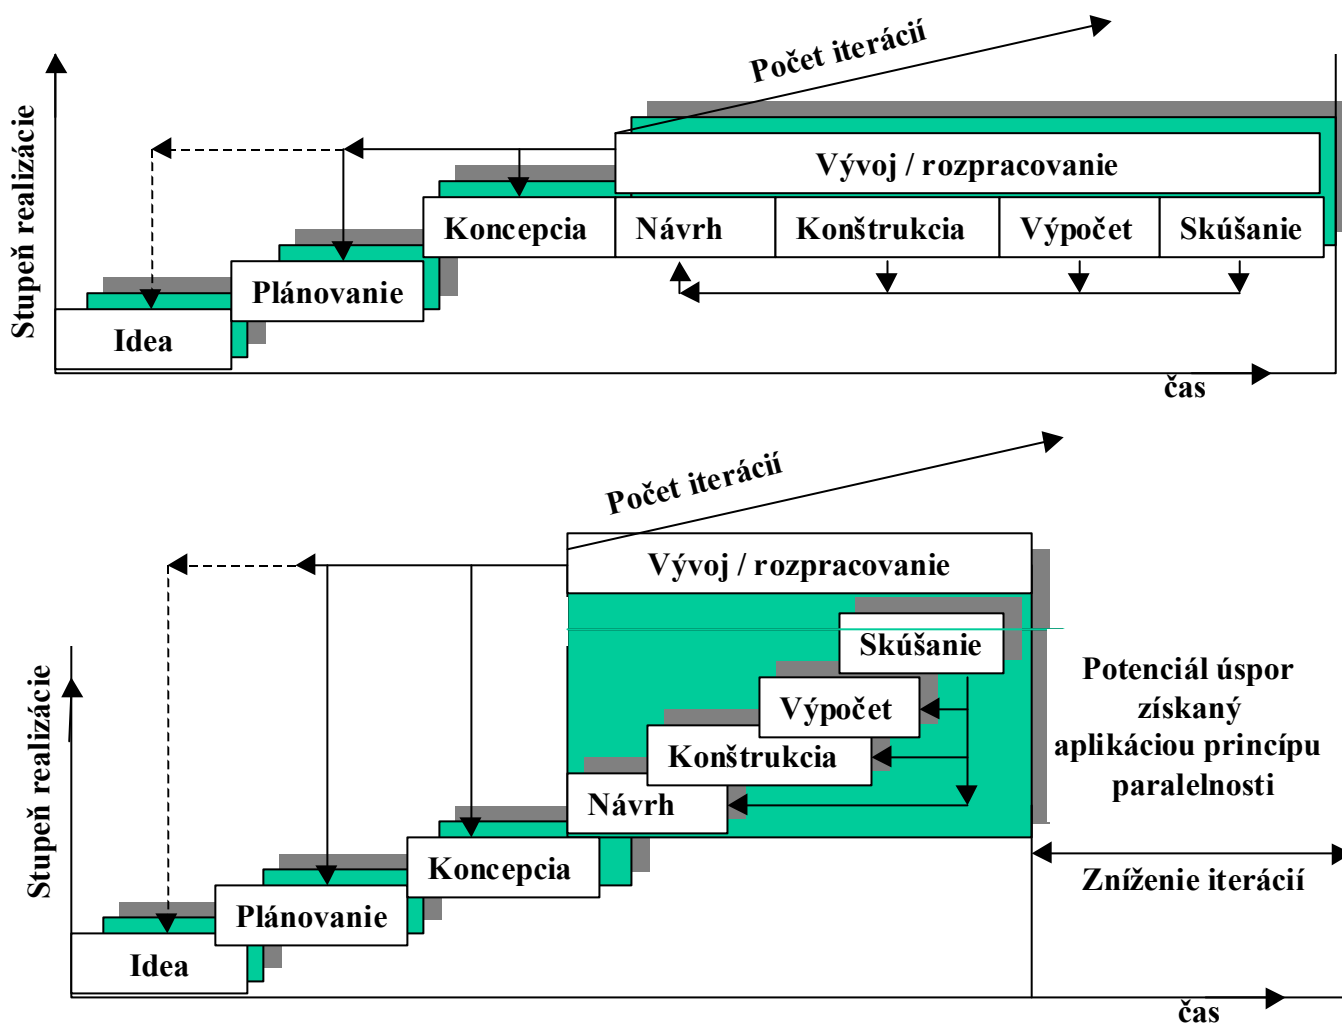 Počet iterácií
Stupeň realizácie
Vývoj / rozpracovanie
Koncepcia
Návrh
Konštrukcia
Výpočet
Skúšanie
Plánovanie
Idea
čas
Počet iterácií
Stupeň realizácie
Vývoj / rozpracovanie
Skúšanie
Výpočet
Konštrukcia
Návrh
Koncepcia
Plánovanie
Idea
Potenciál úspor
získaný
aplikáciou princípu
paralelnosti
Zníženie iterácií
čas